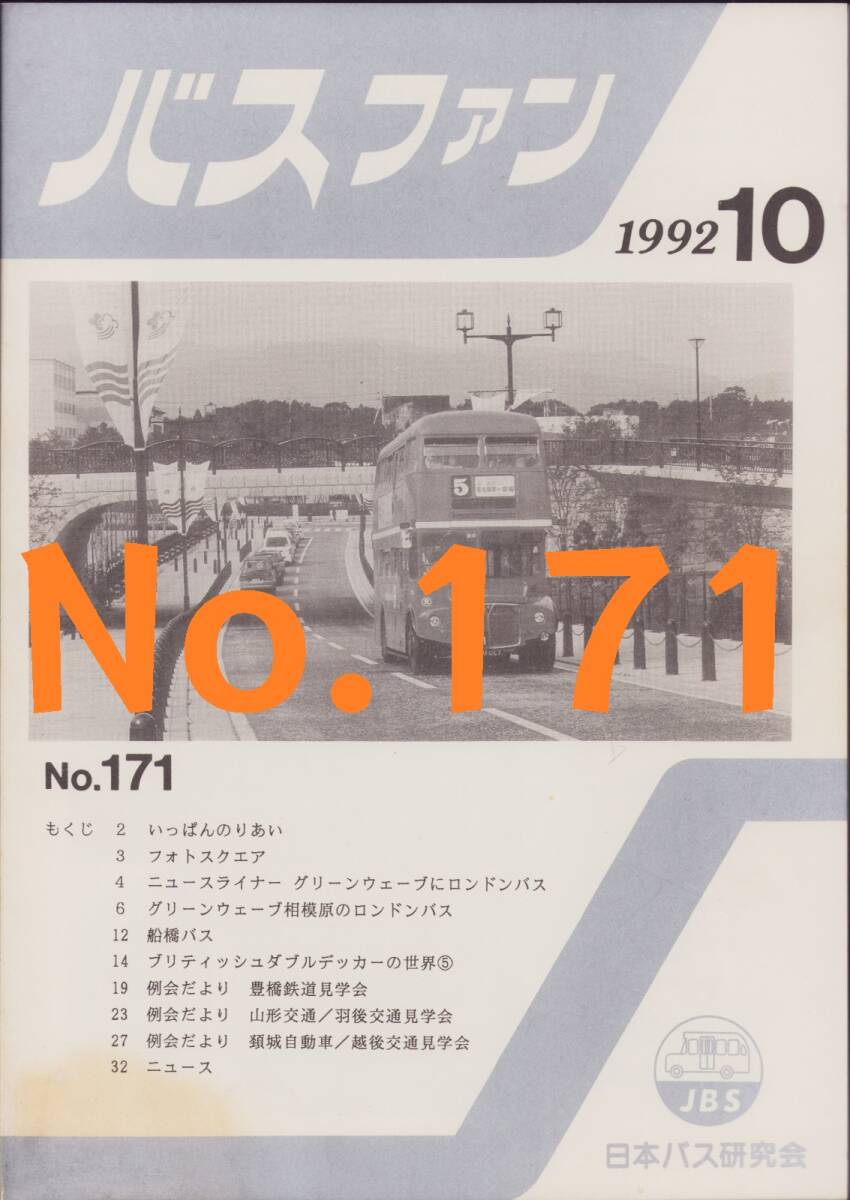 バスファン
1992 10
5
No.171
No.171
もくじ 2 いっぱんのりあい
3 フォトスクエア
4 ニュースライナー グリーンウェーブにロンドンバス
6 グリーンウェーブ相模原のロンドンバス
12 船橋バス
14 ブリティッシュダブルデッカーの世界⑤
19 例会だより 豊橋鉄道見学会
23 例会だより 山形交通/羽後交通見学会
27 例会だより 頚城自動車/越後交通見学会
32 ニュース
JBS
日本バス研究会